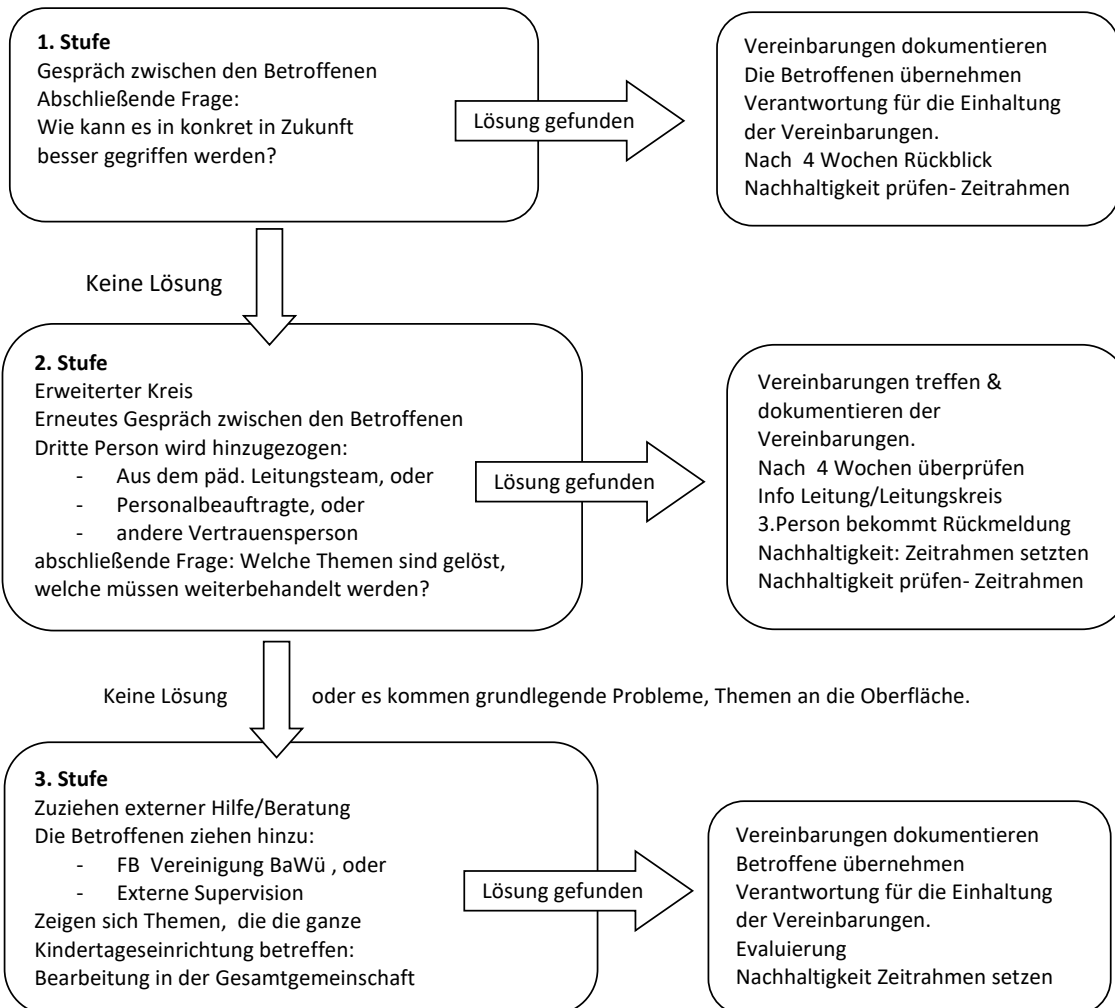 1. Stufe
Gespräch zwischen den Betroffenen
Abschließende Frage:
Wie kann es in konkret in Zukunft
besser gegriffen werden?
Lösung gefunden
Vereinbarungen dokumentieren
Die Betroffenen übernehmen
Verantwortung für die Einhaltung
der Vereinbarungen.
Nach 4 Wochen Rückblick
Nachhaltigkeit prüfen- Zeitrahmen
Keine Lösung
2. Stufe
Erweiterter Kreis
Erneutes Gespräch zwischen den Betroffenen
Dritte Person wird hinzugezogen:
- Aus dem päd. Leitungsteam, oder
- Personalbeauftragte, oder
- andere Vertrauensperson
abschließende Frage: Welche Themen sind gelöst,
welche müssen weiterbehandelt werden?
Lösung gefunden
Vereinbarungen treffen &
dokumentieren der
Vereinbarungen.
Nach 4 Wochen überprüfen
Info Leitung/Leitungskreis
3.Person bekommt Rückmeldung
Nachhaltigkeit: Zeitrahmen setzten
Nachhaltigkeit prüfen- Zeitrahmen
Keine Lösung oder es kommen grundlegende Probleme, Themen an die Oberfläche.
3. Stufe
Zuziehen externer Hilfe/Beratung
Die Betroffenen ziehen hinzu:
- FB Vereinigung BaWü , oder
- Externe Supervision
Zeigen sich Themen, die die ganze
Kindertageseinrichtung betreffen:
Bearbeitung in der Gesamtgemeinschaft
Lösung gefunden
Vereinbarungen dokumentieren
Betroffene übernehmen
Verantwortung für die Einhaltung
der Vereinbarungen.
Evaluierung
Nachhaltigkeit Zeitrahmen setzen